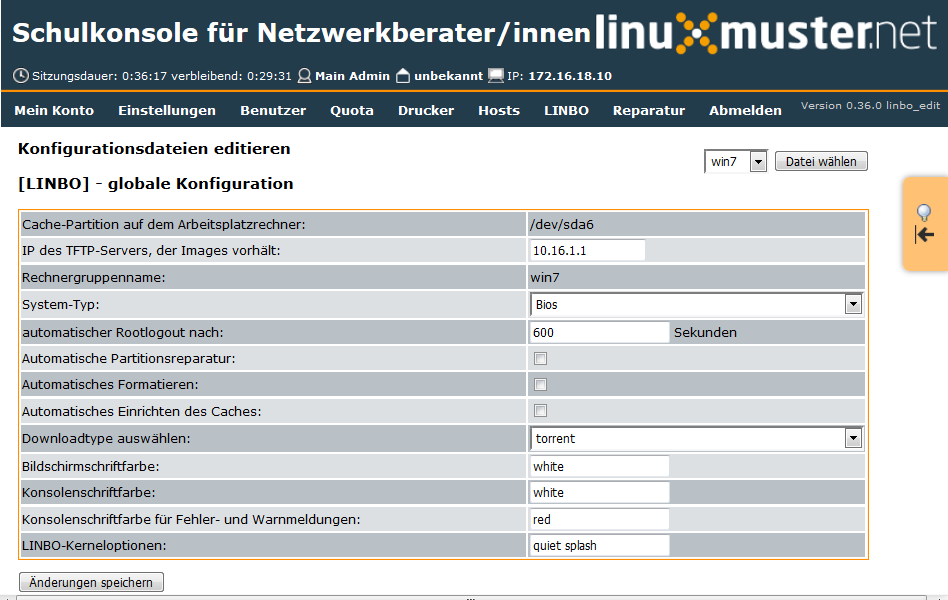 Schulkonsole für Netzwerkberater/innen linuxmuster.net
Sitzungsdauer: 0:36:17 verbleibend: 0:29:31 Main Admin unbekannt IP: 172.16.18.10
Mein Konto Einstellungen Benutzer Quota Drucker Hosts LINBO Reparatur Abmelden Version 0.36.0 linbo_edit
Konfigurationsdateien editieren
win7 Datei wählen
[LINBO] - globale Konfiguration
Cache-Partition auf dem Arbeitsplatzrechner: /dev/sda6
IP des TFTP-Servers, der Images vorhält: 10.16.1.1
Rechnergruppenname: win7
System-Typ: Bios
automatischer Rootlogout nach: 600 Sekunden
Automatische Partitionsreparatur:
Automatisches Formatieren:
Automatisches Einrichten des Caches:
Downloadtype auswählen: torrent
Bildschirmschriftfarbe: white
Konsolenschriftfarbe: white
Konsolenschriftfarbe für Fehler- und Warnmeldungen: red
LINBO-Kerneloptionen: quiet splash
Änderungen speichern